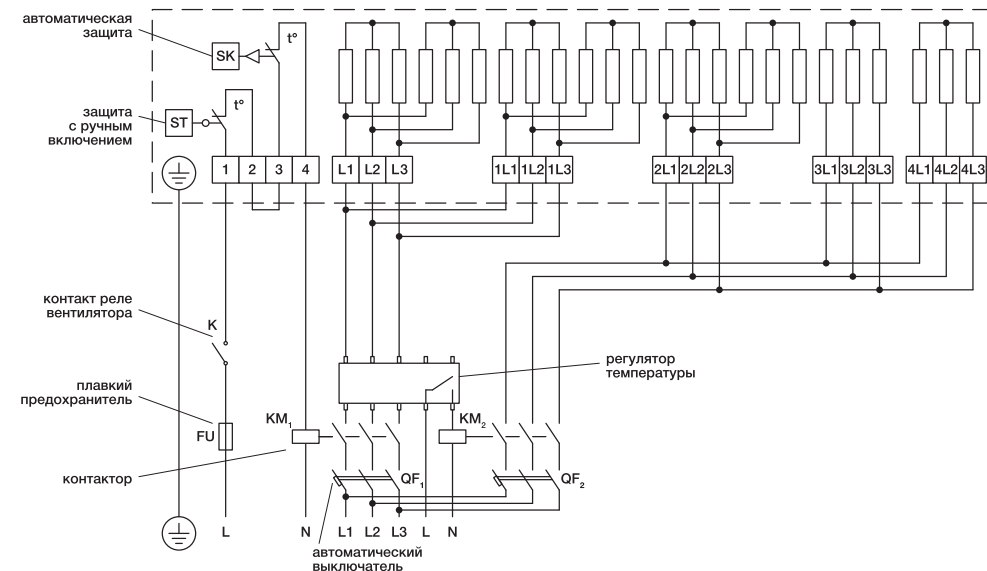 автоматическая
защита
t°
SK
защита
с ручным
включением
t°
ST
1 2 3 4 L1 L2 L3 1L1 1L2 1L3 2L1 2L2 2L3 3L1 3L2 3L3 4L1 4L2 4L3
контакт реле
вентилятора
K
регулятор
температуры
плавкий
предохранитель
FU
KM1
KM2
контактор
QF1
QF2
L N L1 L2 L3 L N
автоматический
выключатель